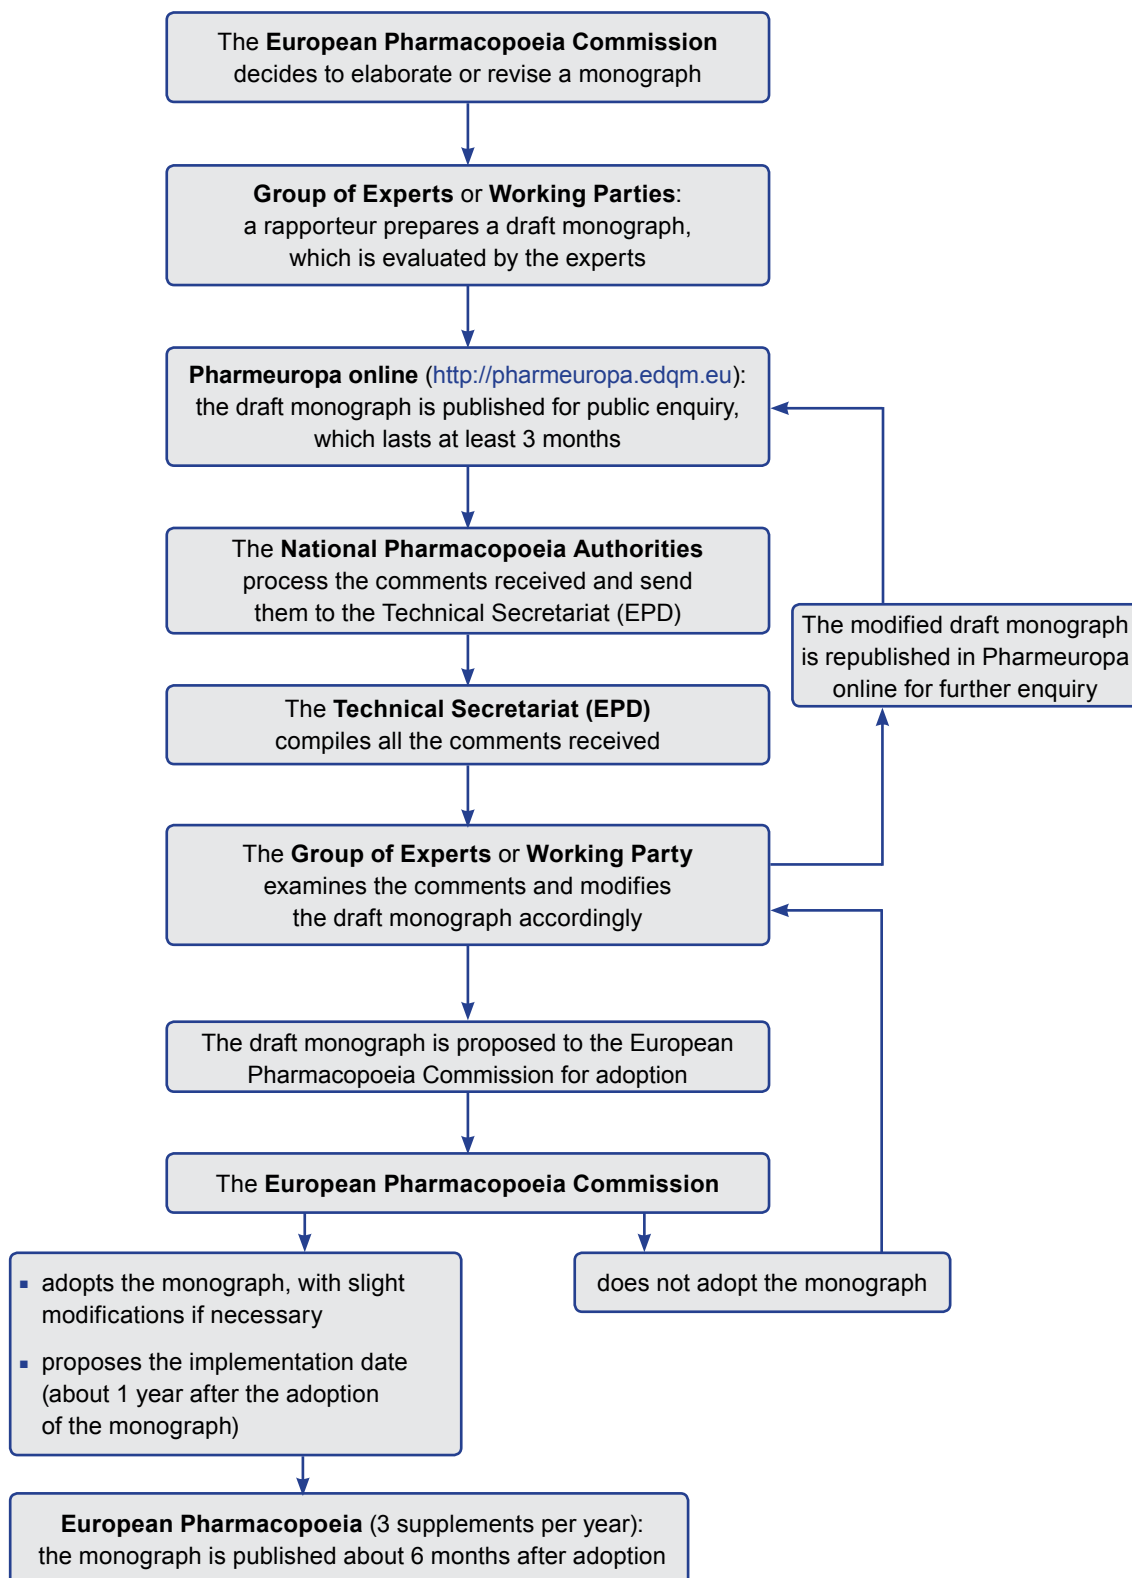 The European Pharmacopoeia Commission
decides to elaborate or revise a monograph
Group of Experts or Working Parties:
a rapporteur prepares a draft monograph,
which is evaluated by the experts
Pharmeuropa online (http://pharmeuropa.edqm.eu):
the draft monograph is published for public enquiry,
which lasts at least 3 months
The National Pharmacopoeia Authorities
process the comments received and send
them to the Technical Secretariat (EPD)
The modified draft monograph
is republished in Pharmeuropa
online for further enquiry
The Technical Secretariat (EPD)
compiles all the comments received
The Group of Experts or Working Party
examines the comments and modifies
the draft monograph accordingly
The draft monograph is proposed to the European
Pharmacopoeia Commission for adoption
The European Pharmacopoeia Commission
▪ adopts the monograph, with slight
modifications if necessary
▪ proposes the implementation date
(about 1 year after the adoption
of the monograph)
does not adopt the monograph
European Pharmacopoeia (3 supplements per year):
the monograph is published about 6 months after adoption